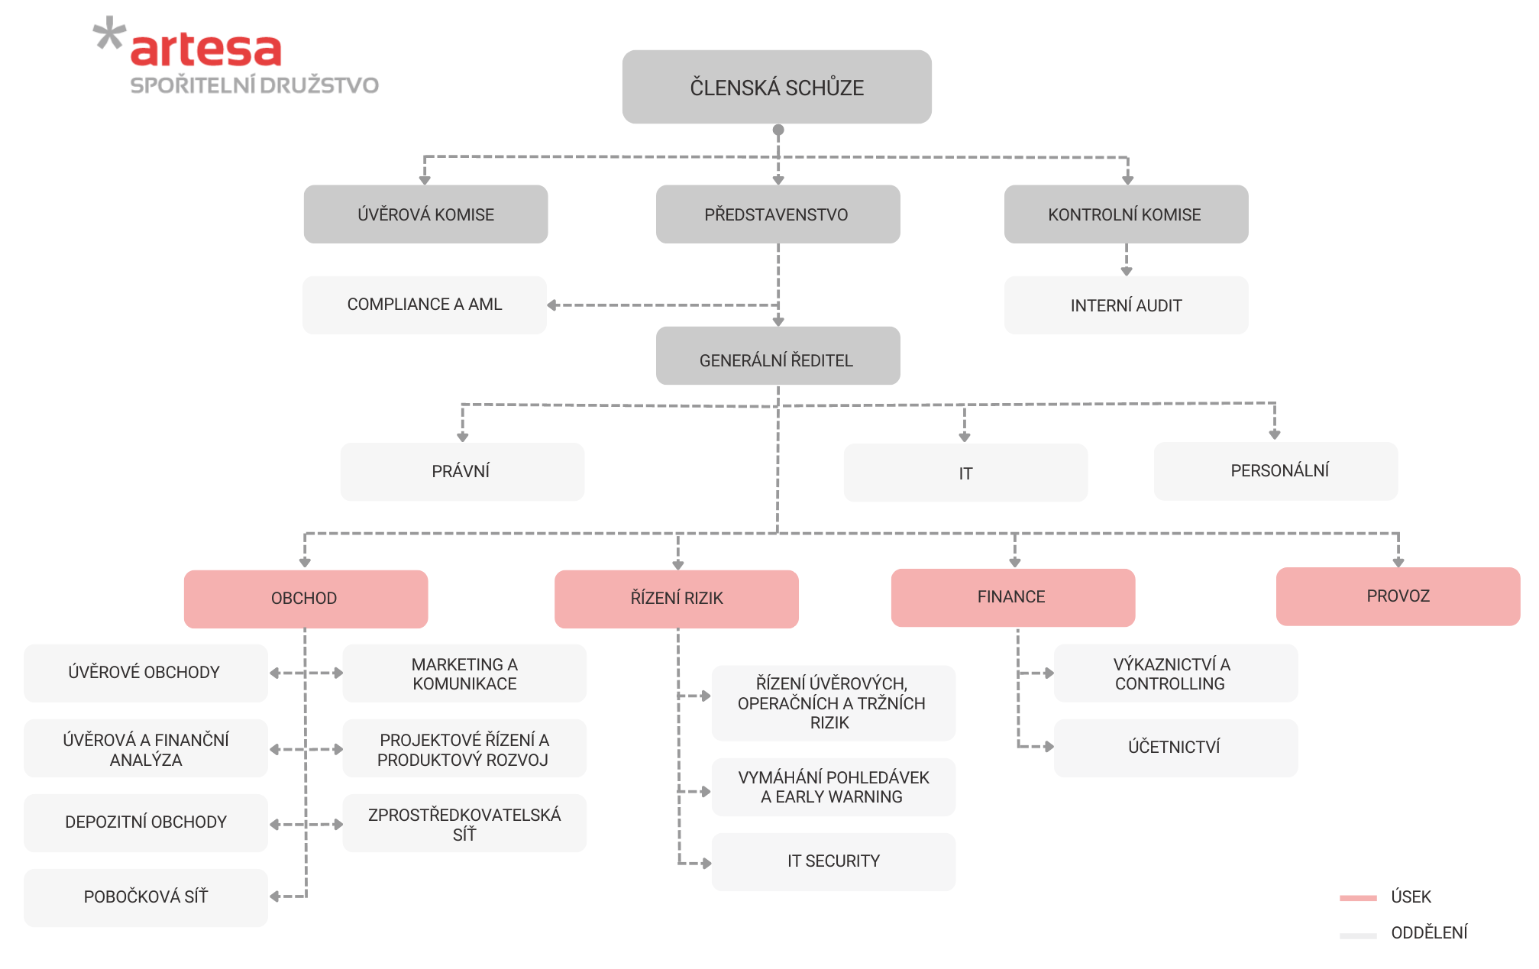 artesa
SPOŘITELNÍ DRUŽSTVO
ČLENSKÁ SCHŮZE
ÚVĚROVÁ KOMISE
PŘEDSTAVENSTVO
KONTROLNÍ KOMISE
COMPLIANCE A AML
INTERNÍ AUDIT
GENERÁLNÍ ŘEDITEL
PRÁVNÍ
IT
PERSONÁLNÍ
OBCHOD
ŘÍZENÍ RIZIK
FINANCE
PROVOZ
ÚVĚROVÉ OBCHODY
MARKETING A
KOMUNIKACE
ÚVĚROVÁ A FINANČNÍ
ANALÝZA
PROJEKTOVÉ ŘÍZENÍ A
PRODUKTOVÝ ROZVOJ
DEPOZITNÍ OBCHODY
ZPROSTŘEDKOVATELSKÁ
SÍŤ
POBOČKOVÁ SÍŤ
ŘÍZENÍ ÚVĚROVÝCH,
OPERAČNÍCH A TRŽNÍCH
RIZIK
VYMÁHÁNÍ POHLEDÁVEK
A EARLY WARNING
IT SECURITY
VÝKAZNICTVÍ A
CONTROLLING
ÚČETNICTVÍ
ÚSEK
ODDĚLENÍ